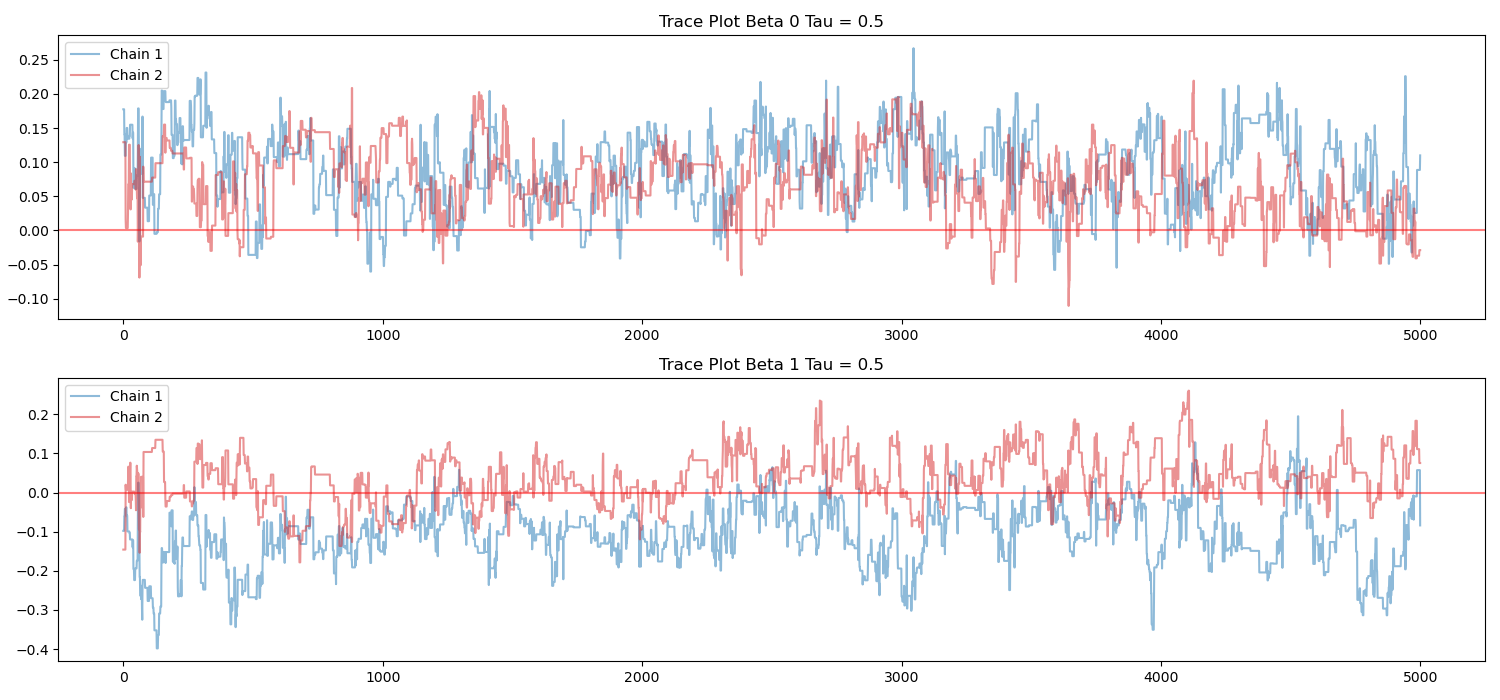 Trace Plot Beta 0 Tau = 0.5
Chain 1
Chain 2
0.25
0.20
0.15
0.10
0.05
0.00
−0.05
−0.10
0 1000 2000 3000 4000 5000
Trace Plot Beta 1 Tau = 0.5
Chain 1
Chain 2
0.2
0.1
0.0
−0.1
−0.2
−0.3
−0.4
0 1000 2000 3000 4000 5000